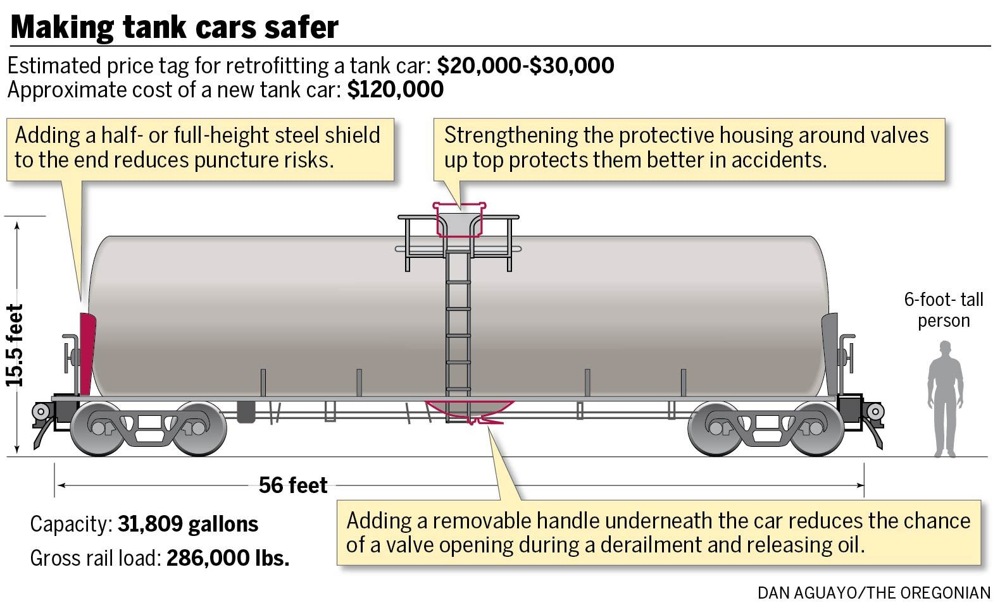 Making tank cars safer
Estimated price tag for retrofitting a tank car: $20,000-$30,000
Approximate cost of a new tank car: $120,000
Adding a half- or full-height steel shield
to the end reduces puncture risks.
Strengthening the protective housing around valves
up top protects them better in accidents.
15.5 feet
6-foot- tall
person
56 feet
Capacity: 31,809 gallons
Gross rail load: 286,000 lbs.
Adding a removable handle underneath the car reduces the chance
of a valve opening during a derailment and releasing oil.
DAN AGUAYO/THE OREGONIAN